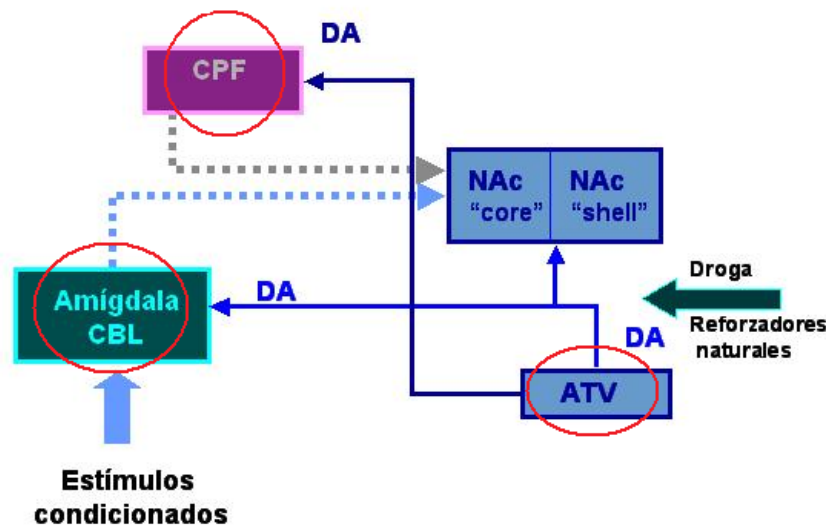 DA
CPF
NAc
"core"
NAc
"shell"
Amígdala
CBL
DA
Droga
Reforzadores
naturales
DA
ATV
Estímulos
condicionados